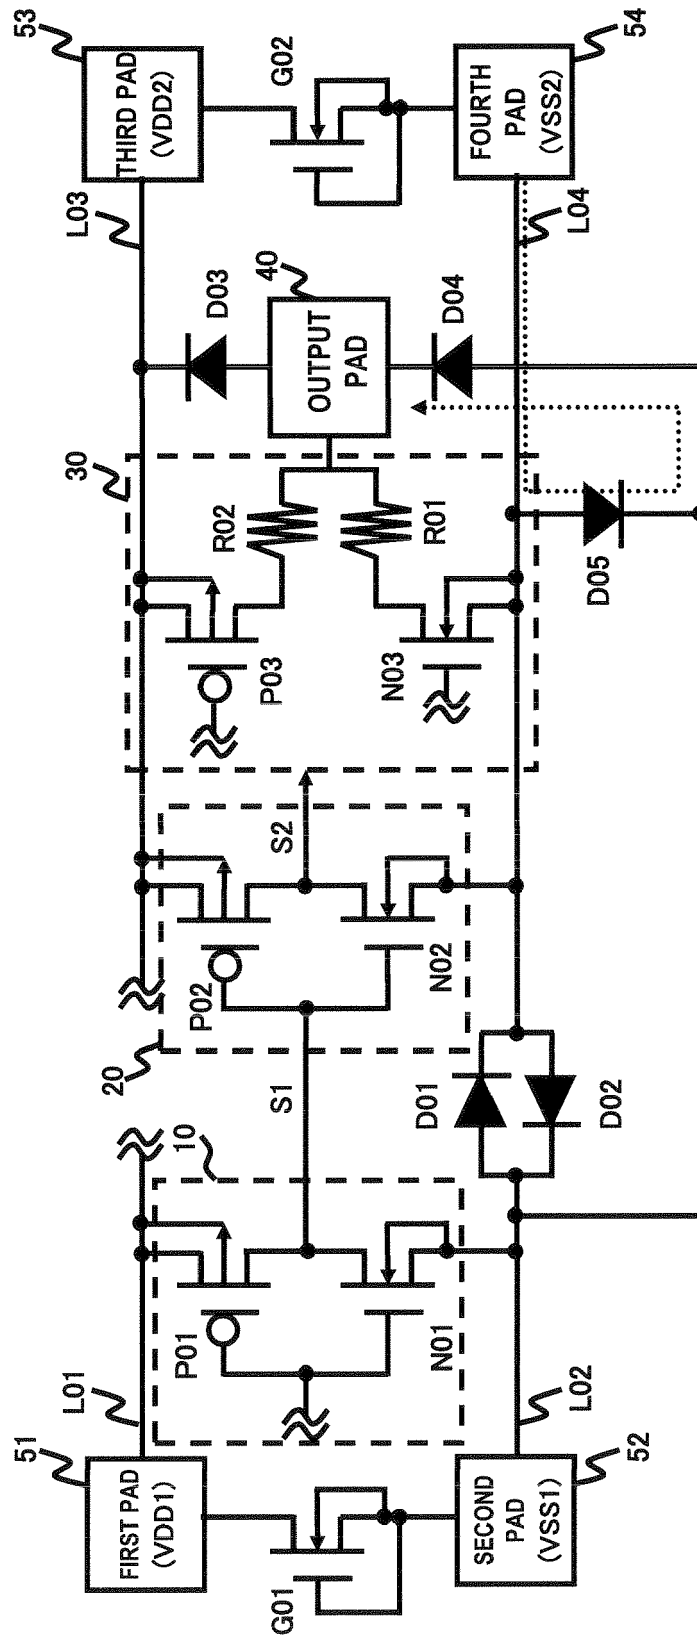 51
FIRST PAD
(VDD1)
L01
G01
SECOND
PAD
(VSS1)
52
L02
10
P01
N01
S1
20
P02
N02
S2
D01
D02
30
P03
N03
R02
R01
D05
40
OUTPUT
PAD
D03
D04
L03
L04
53
THIRD PAD
(VDD2)
G02
FOURTH
PAD
(VSS2)
54